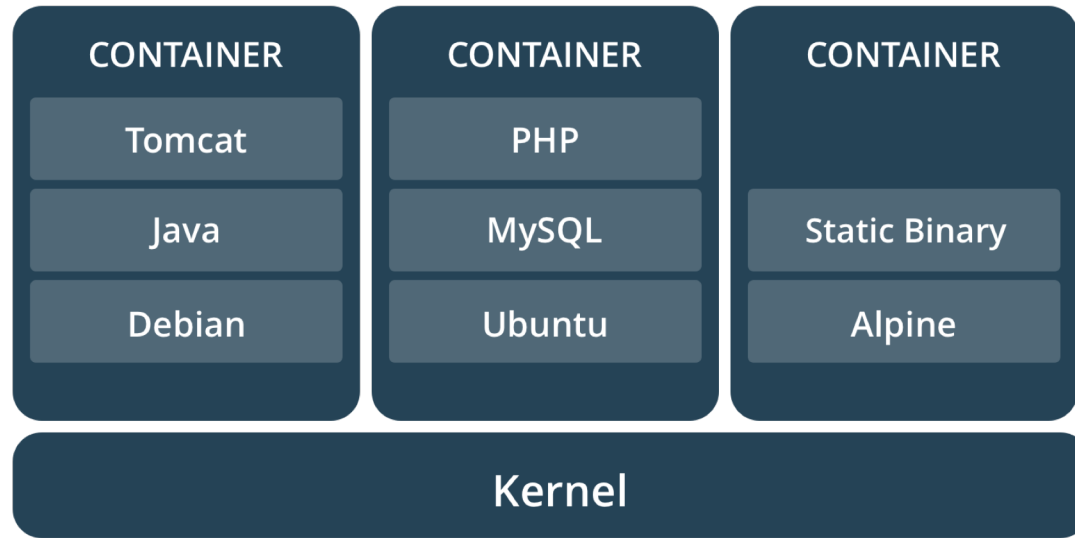 CONTAINER
Tomcat
Java
Debian
CONTAINER
PHP
MySQL
Ubuntu
CONTAINER
Static Binary
Alpine
Kernel